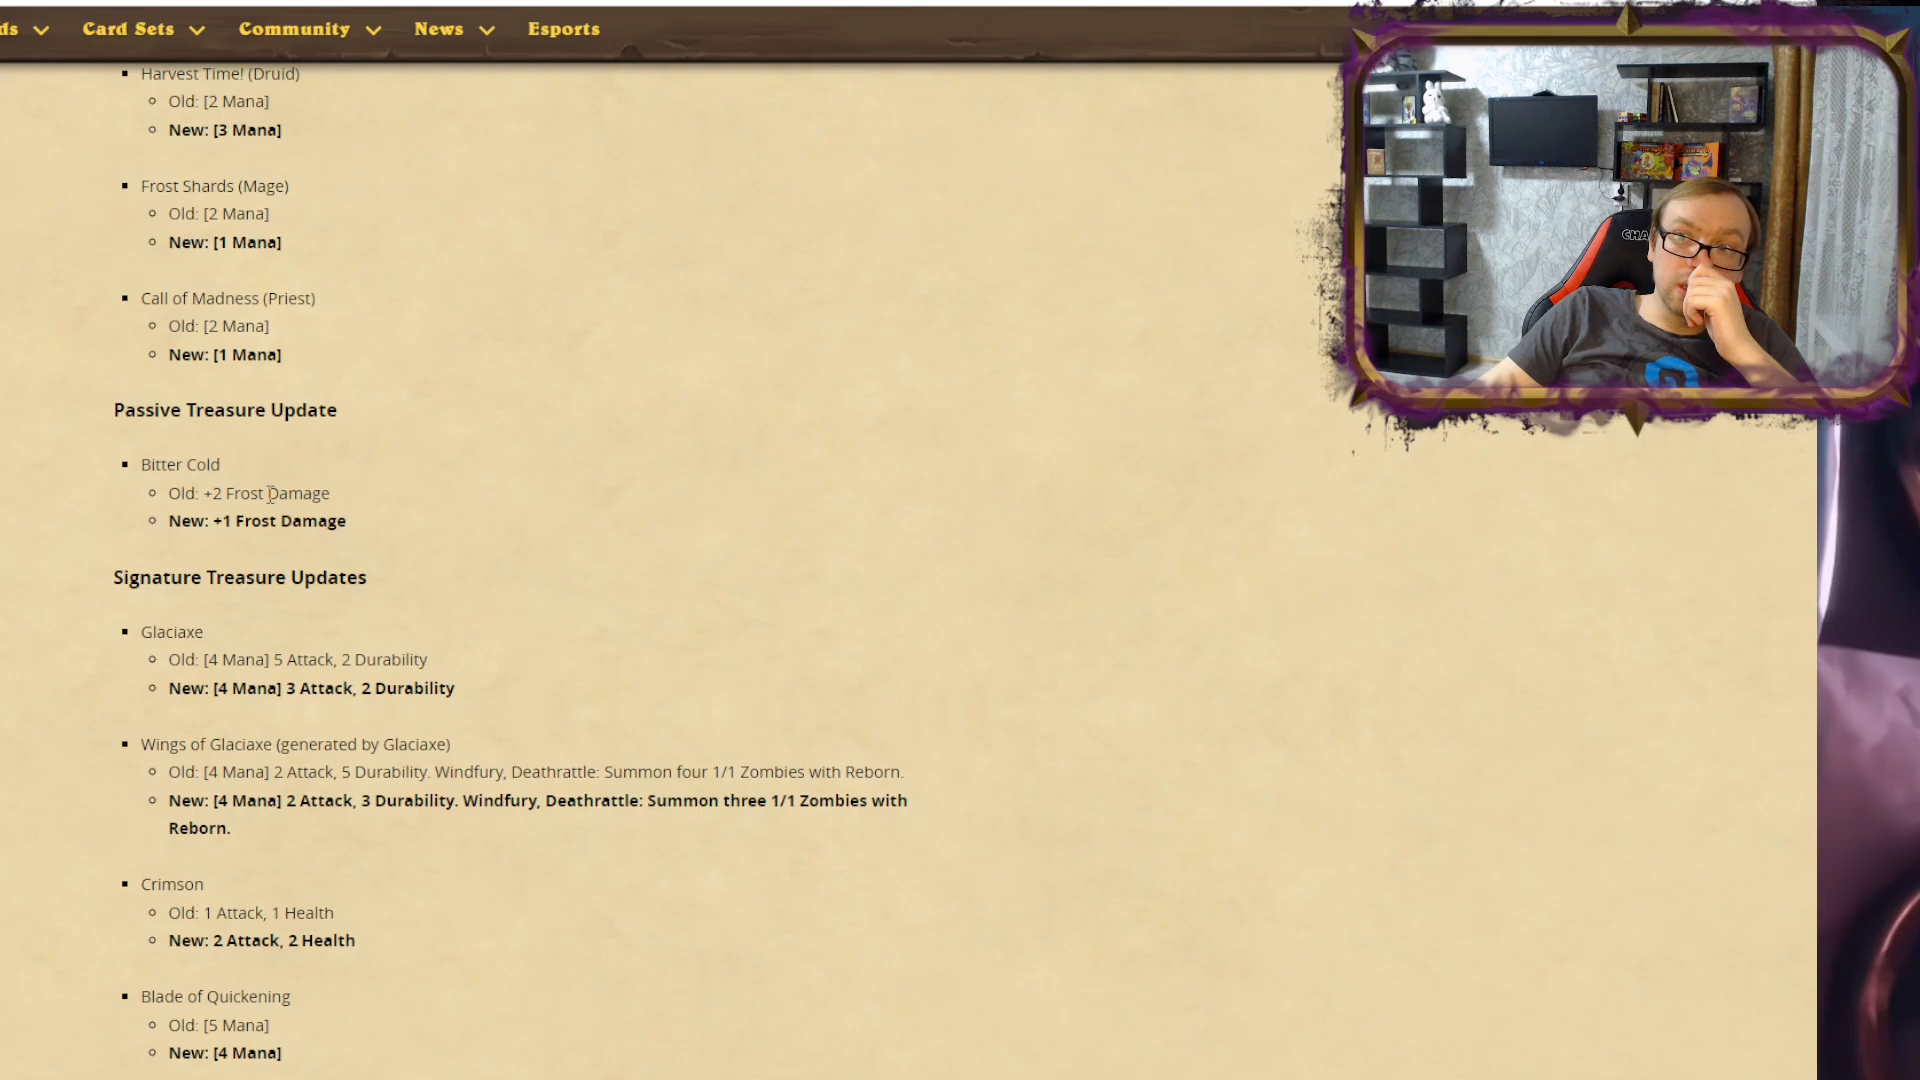 ds Card Sets Community News Esports
Harvest Time! (Druid)
Old: [2 Mana]
New: [3 Mana]
Frost Shards (Mage)
Old: [2 Mana]
New: [1 Mana]
Call of Madness (Priest)
Old: [2 Mana]
New: [1 Mana]
Passive Treasure Update
Bitter Cold
Old: +2 Frost Damage
New: +1 Frost Damage
Signature Treasure Updates
Glaciaxe
Old: [4 Mana] 5 Attack, 2 Durability
New: [4 Mana] 3 Attack, 2 Durability
Wings of Glaciaxe (generated by Glaciaxe)
Old: [4 Mana] 2 Attack, 5 Durability. Windfury, Deathrattle: Summon four 1/1 Zombies with Reborn.
New: [4 Mana] 2 Attack, 3 Durability. Windfury, Deathrattle: Summon three 1/1 Zombies with
Reborn.
Crimson
Old: 1 Attack, 1 Health
New: 2 Attack, 2 Health
Blade of Quickening
Old: [5 Mana]
New: [4 Mana]
CHA